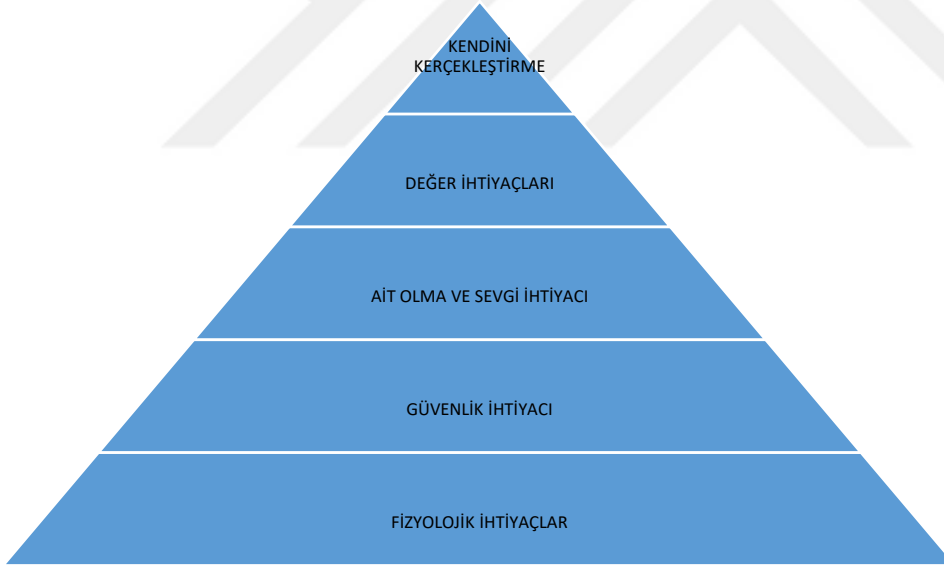 KENDİNİ
KERÇEKLEŞTİRME
DEĞER İHTİYAÇLARI
AİT OLMA VE SEVGİ İHTİYACI
GÜVENLİK İHTİYACI
FİZYOLOJİK İHTİYAÇLAR